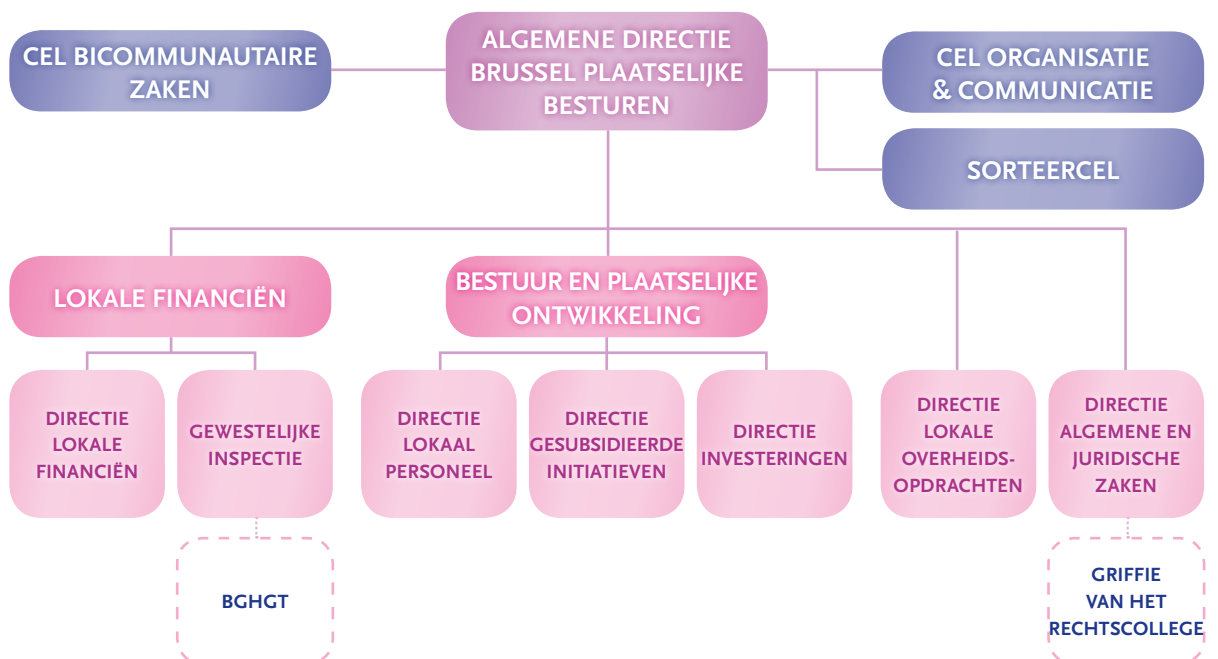 CEL BICOMMUNAUTAIRE
ZAKEN
ALGEMENE DIRECTIE
BRUSSEL PLAATSELIJKE
BESTUREN
CEL ORGANISATIE
& COMMUNICATIE
SORTEERCEL
LOKALE FINANCIËN
BESTUUR EN PLAATSELIJKE
ONTWIKKELING
DIRECTIE
LOKALE
FINANCIËN
GEWESTELIJKE
INSPECTIE
DIRECTIE
LOKAAL
PERSONEEL
DIRECTIE
GESUBSIDIEERDE
INITIATIEVEN
DIRECTIE
INVESTERINGEN
DIRECTIE
LOKALE
OVERHEIDS-
OPDRACHTEN
DIRECTIE
ALGEMENE EN
JURIDISCHE
ZAKEN
BGHGT
GRIFFIE
VAN HET
RECHTSCOLLEGE